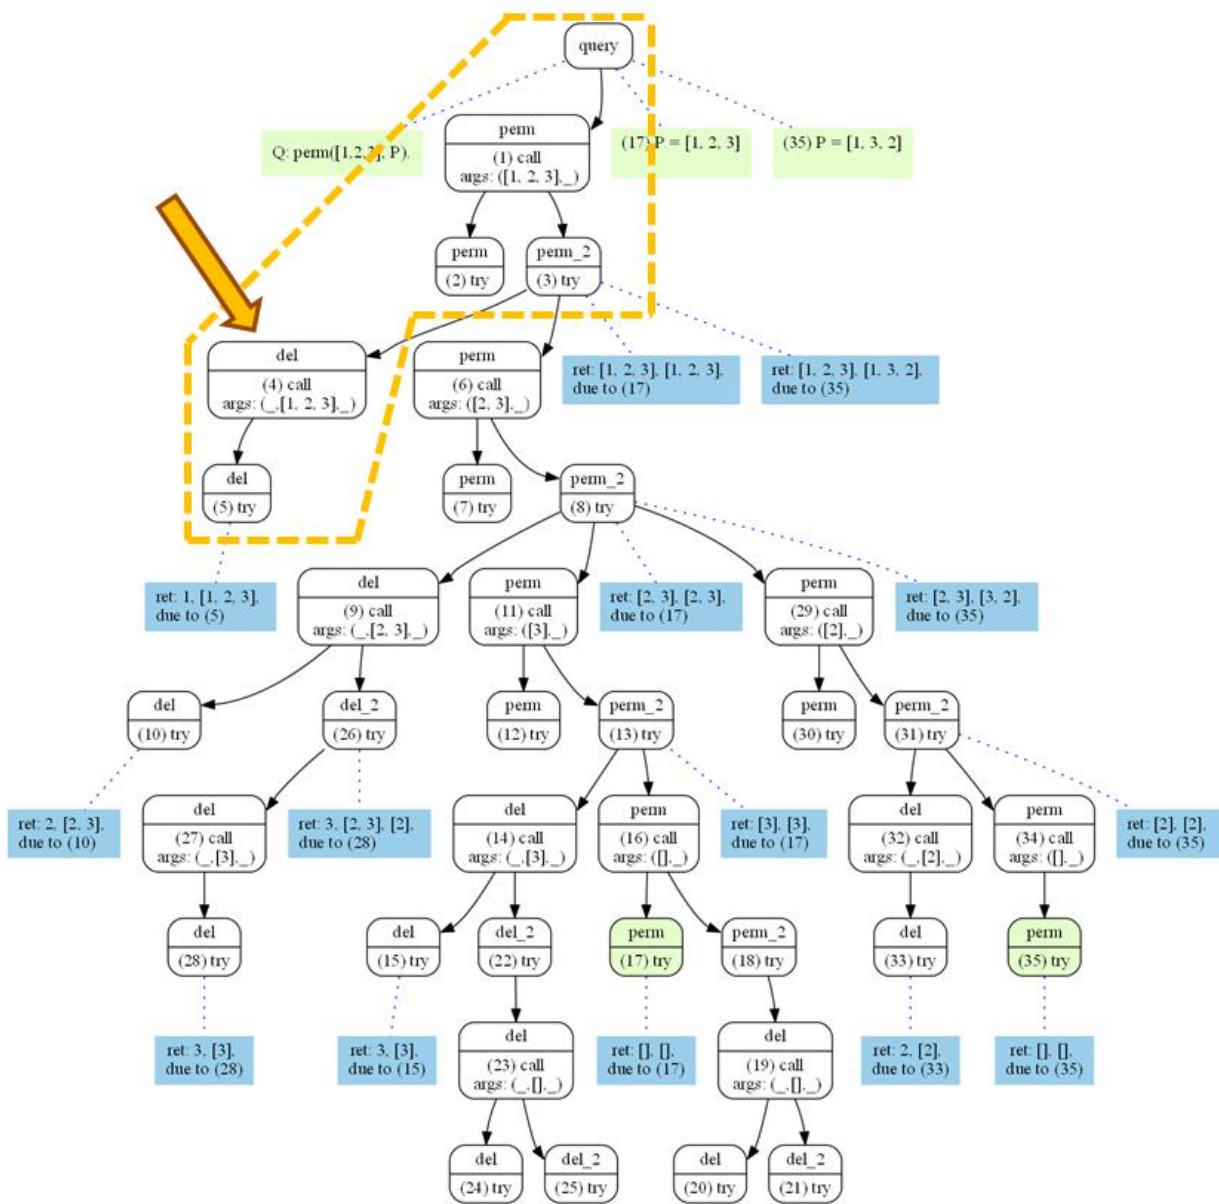 query
Q: perm([1,2,3], P).
perm
(1) call
args: ([1, 2, 3],_)
(17) P = [1, 2, 3]
(35) P = [1, 3, 2]
perm
(2) try
perm_2
(3) try
del
(4) call
args: (_,[1, 2, 3],_)
perm
(6) call
args: ([2, 3],_)
ret: [1, 2, 3], [1, 2, 3],
due to (17)
ret: [1, 2, 3], [1, 3, 2],
due to (35)
del
(5) try
perm
(7) try
perm_2
(8) try
ret: 1, [1, 2, 3],
due to (5)
del
(9) call
args: (_,[2, 3],_)
perm
(11) call
args: ([3],_)
ret: [2, 3], [2, 3],
due to (17)
perm
(29) call
args: ([2],_)
ret: [2, 3], [3, 2],
due to (35)
del
(10) try
del_2
(26) try
perm
(12) try
perm_2
(13) try
perm
(30) try
perm_2
(31) try
ret: 2, [2, 3],
due to (10)
del
(27) call
args: (_,[3],_)
ret: 3, [2, 3], [2],
due to (28)
del
(14) call
args: (_,[3],_)
perm
(16) call
args: ([],_)
ret: [3], [3],
due to (17)
del
(32) call
args: (_,[2],_)
perm
(34) call
args: ([],_)
ret: [2], [2],
due to (35)
del
(28) try
del
(15) try
del_2
(22) try
perm
(17) try
perm_2
(18) try
del
(33) try
perm
(35) try
ret: 3, [3],
due to (28)
ret: 3, [3],
due to (15)
del
(23) call
args: (_,[],_)
ret: [], [],
due to (17)
del
(19) call
args: (_,[],_)
ret: 2, [2],
due to (33)
ret: [], [],
due to (35)
del
(24) try
del_2
(25) try
del
(20) try
del_2
(21) try